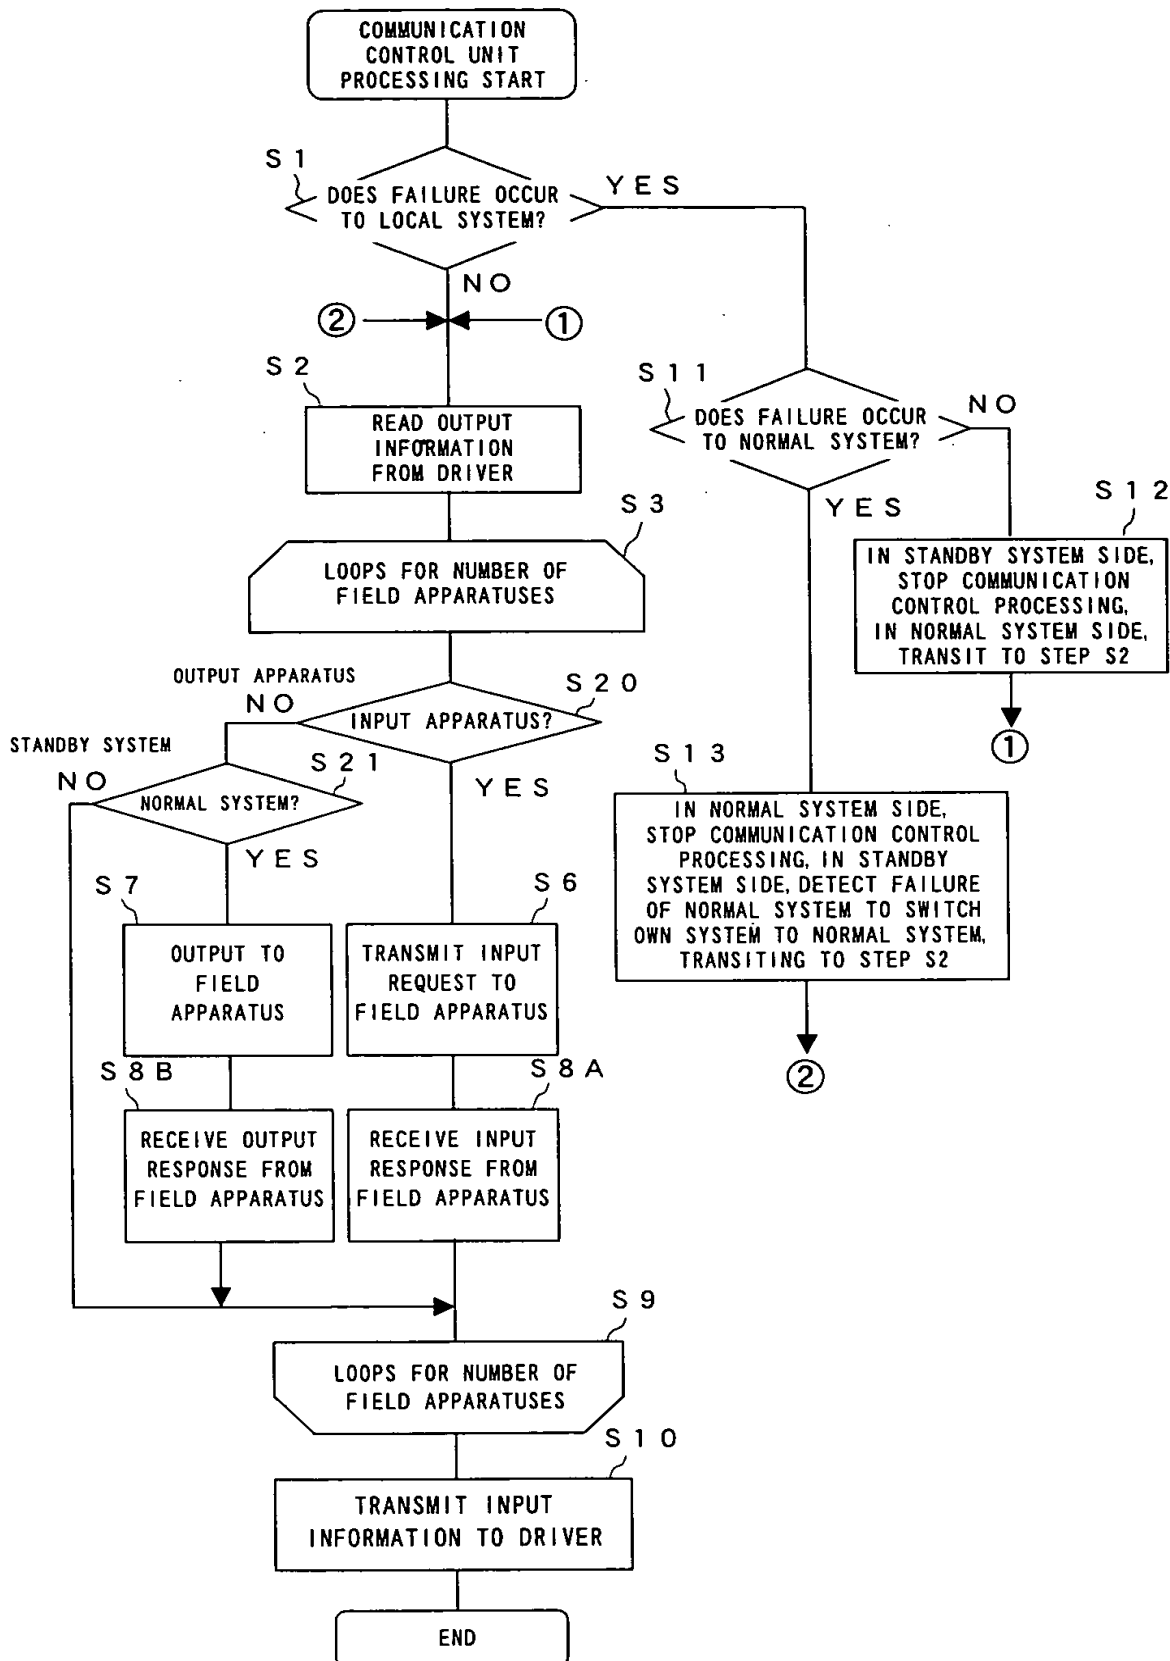 COMMUNICATION
CONTROL UNIT
PROCESSING START
S1
DOES FAILURE OCCUR
TO LOCAL SYSTEM?
YES
NO
②
①
S2
READ OUTPUT
INFORMATION
FROM DRIVER
S11
DOES FAILURE OCCUR
TO NORMAL SYSTEM?
NO
YES
S12
IN STANDBY SYSTEM SIDE,
STOP COMMUNICATION
CONTROL PROCESSING,
IN NORMAL SYSTEM SIDE,
TRANSIT TO STEP S2
①
S3
LOOPS FOR NUMBER OF
FIELD APPARATUSES
OUTPUT APPARATUS
NO
S20
INPUT APPARATUS?
YES
STANDBY SYSTEM
NO
S21
NORMAL SYSTEM?
YES
S13
IN NORMAL SYSTEM SIDE,
STOP COMMUNICATION CONTROL
PROCESSING, IN STANDBY
SYSTEM SIDE, DETECT FAILURE
OF NORMAL SYSTEM TO SWITCH
OWN SYSTEM TO NORMAL SYSTEM,
TRANSITING TO STEP S2
②
S7
OUTPUT TO
FIELD
APPARATUS
S6
TRANSMIT INPUT
REQUEST TO
FIELD APPARATUS
S8B
RECEIVE OUTPUT
RESPONSE FROM
FIELD APPARATUS
S8A
RECEIVE INPUT
RESPONSE FROM
FIELD APPARATUS
S9
LOOPS FOR NUMBER OF
FIELD APPARATUSES
S10
TRANSMIT INPUT
INFORMATION TO DRIVER
END